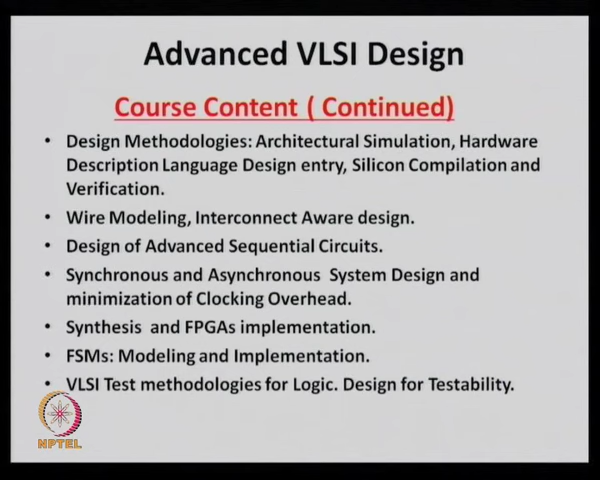 Advanced VLSI Design
Course Content ( Continued)
• Design Methodologies: Architectural Simulation, Hardware
Description Language Design entry, Silicon Compilation and
Verification.
• Wire Modeling, Interconnect Aware design.
• Design of Advanced Sequential Circuits.
• Synchronous and Asynchronous System Design and
minimization of Clocking Overhead.
• Synthesis and FPGAs implementation.
• FSMs: Modeling and Implementation.
• VLSI Test methodologies for Logic. Design for Testability.
NPTEL